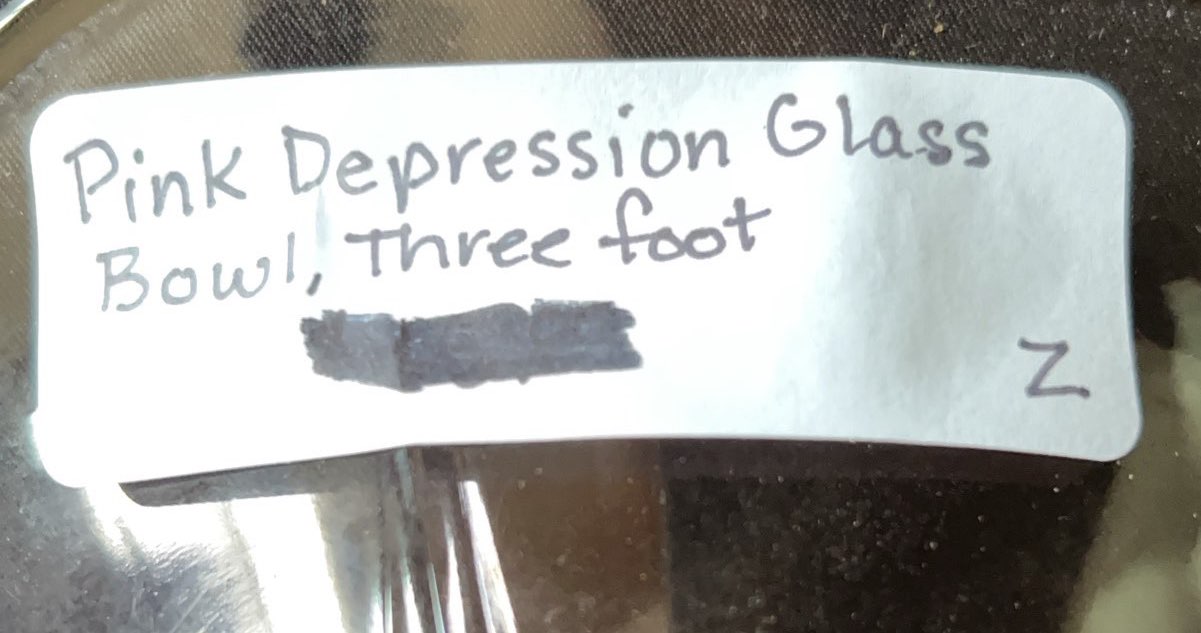 Pink Depression Glass
Bowl, Three foot
Z